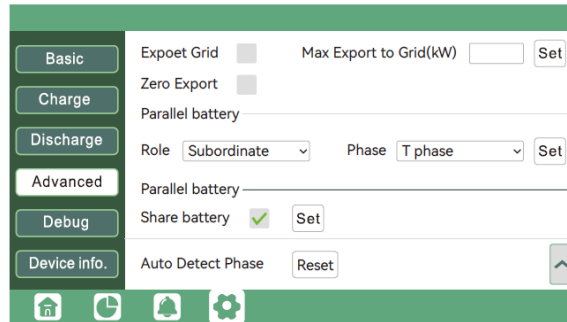 Basic
Charge
Discharge
Advanced
Debug
Device info.
Expoet Grid Max Export to Grid(kW) Set
Zero Export
Parallel battery
Role Subordinate Phase T phase Set
Parallel battery
Share battery Set
Auto Detect Phase Reset